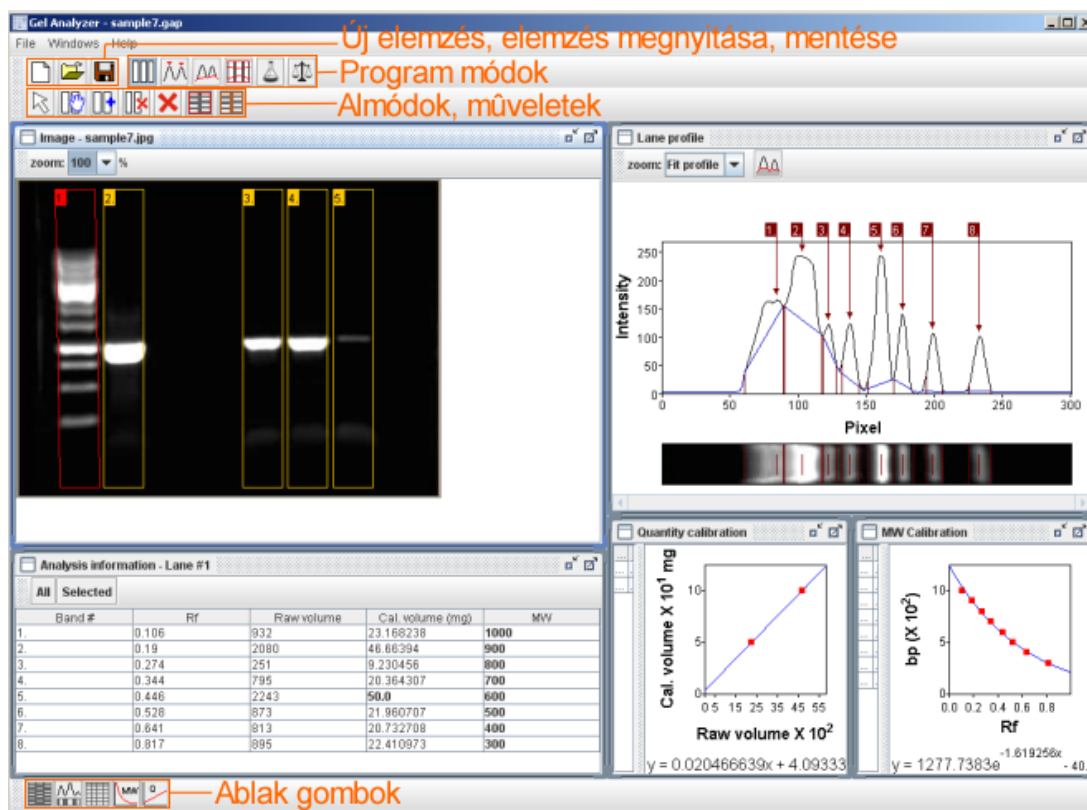 Gel Analyzer - sample7.gap
File Windows Help
Új elemzés, elemzés megnyitása, mentése
Program módok
Almódok, mûveletek
Image - sample7.jpg
zoom: 100 %
1. 2. 3. 4. 5.
Lane profile
zoom: Fit profile
1. 2. 3. 4. 5. 6. 7. 8.
Intensity
250
200
150
100
50
0
0 50 100 150 200 250 300
Pixel
Analysis information - Lane #1
All Selected
Band # Rf Raw volume Cal. volume (mg) MW
1. 0.106 932 23.168238 1000
2. 0.19 2080 46.66394 900
3. 0.274 251 9.230456 800
4. 0.344 795 20.364307 700
5. 0.446 2243 50.0 600
6. 0.528 873 21.960707 500
7. 0.641 813 20.732708 400
8. 0.817 895 22.410973 300
Quantity calibration
Cal. volume X 10¹ mg
10
5
0
0 5 15 25 35 45 55
Raw volume X 10²
y = 0.020466639x + 4.09333
MW Calibration
bp (X 10²)
10
5
0
0.0 0.2 0.4 0.6 0.8
Rf
y = 1277.7383e -1.619256x - 40.
MW
Ablak gombok